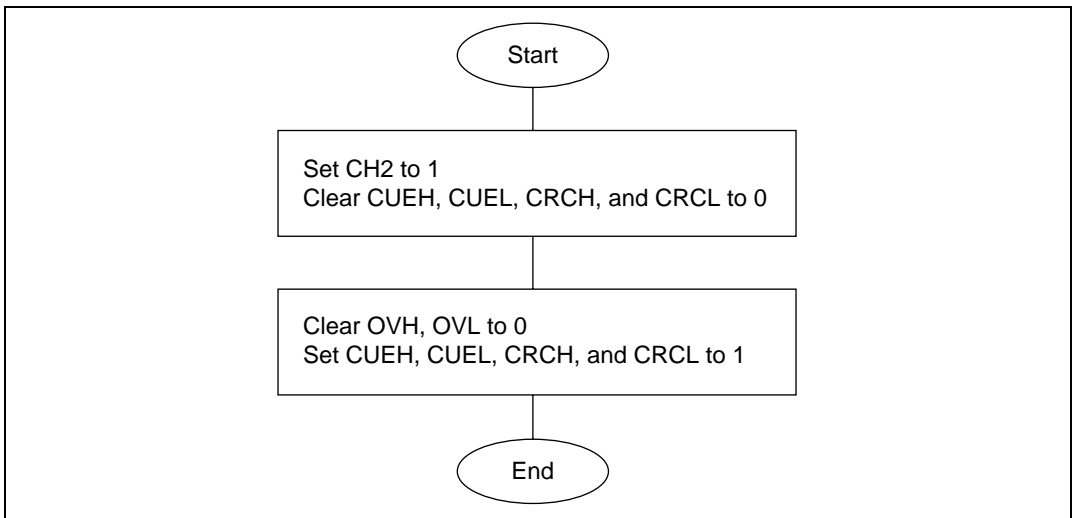 Start
Set CH2 to 1
Clear CUEH, CUEL, CRCH, and CRCL to 0
Clear OVH, OVL to 0
Set CUEH, CUEL, CRCH, and CRCL to 1
End